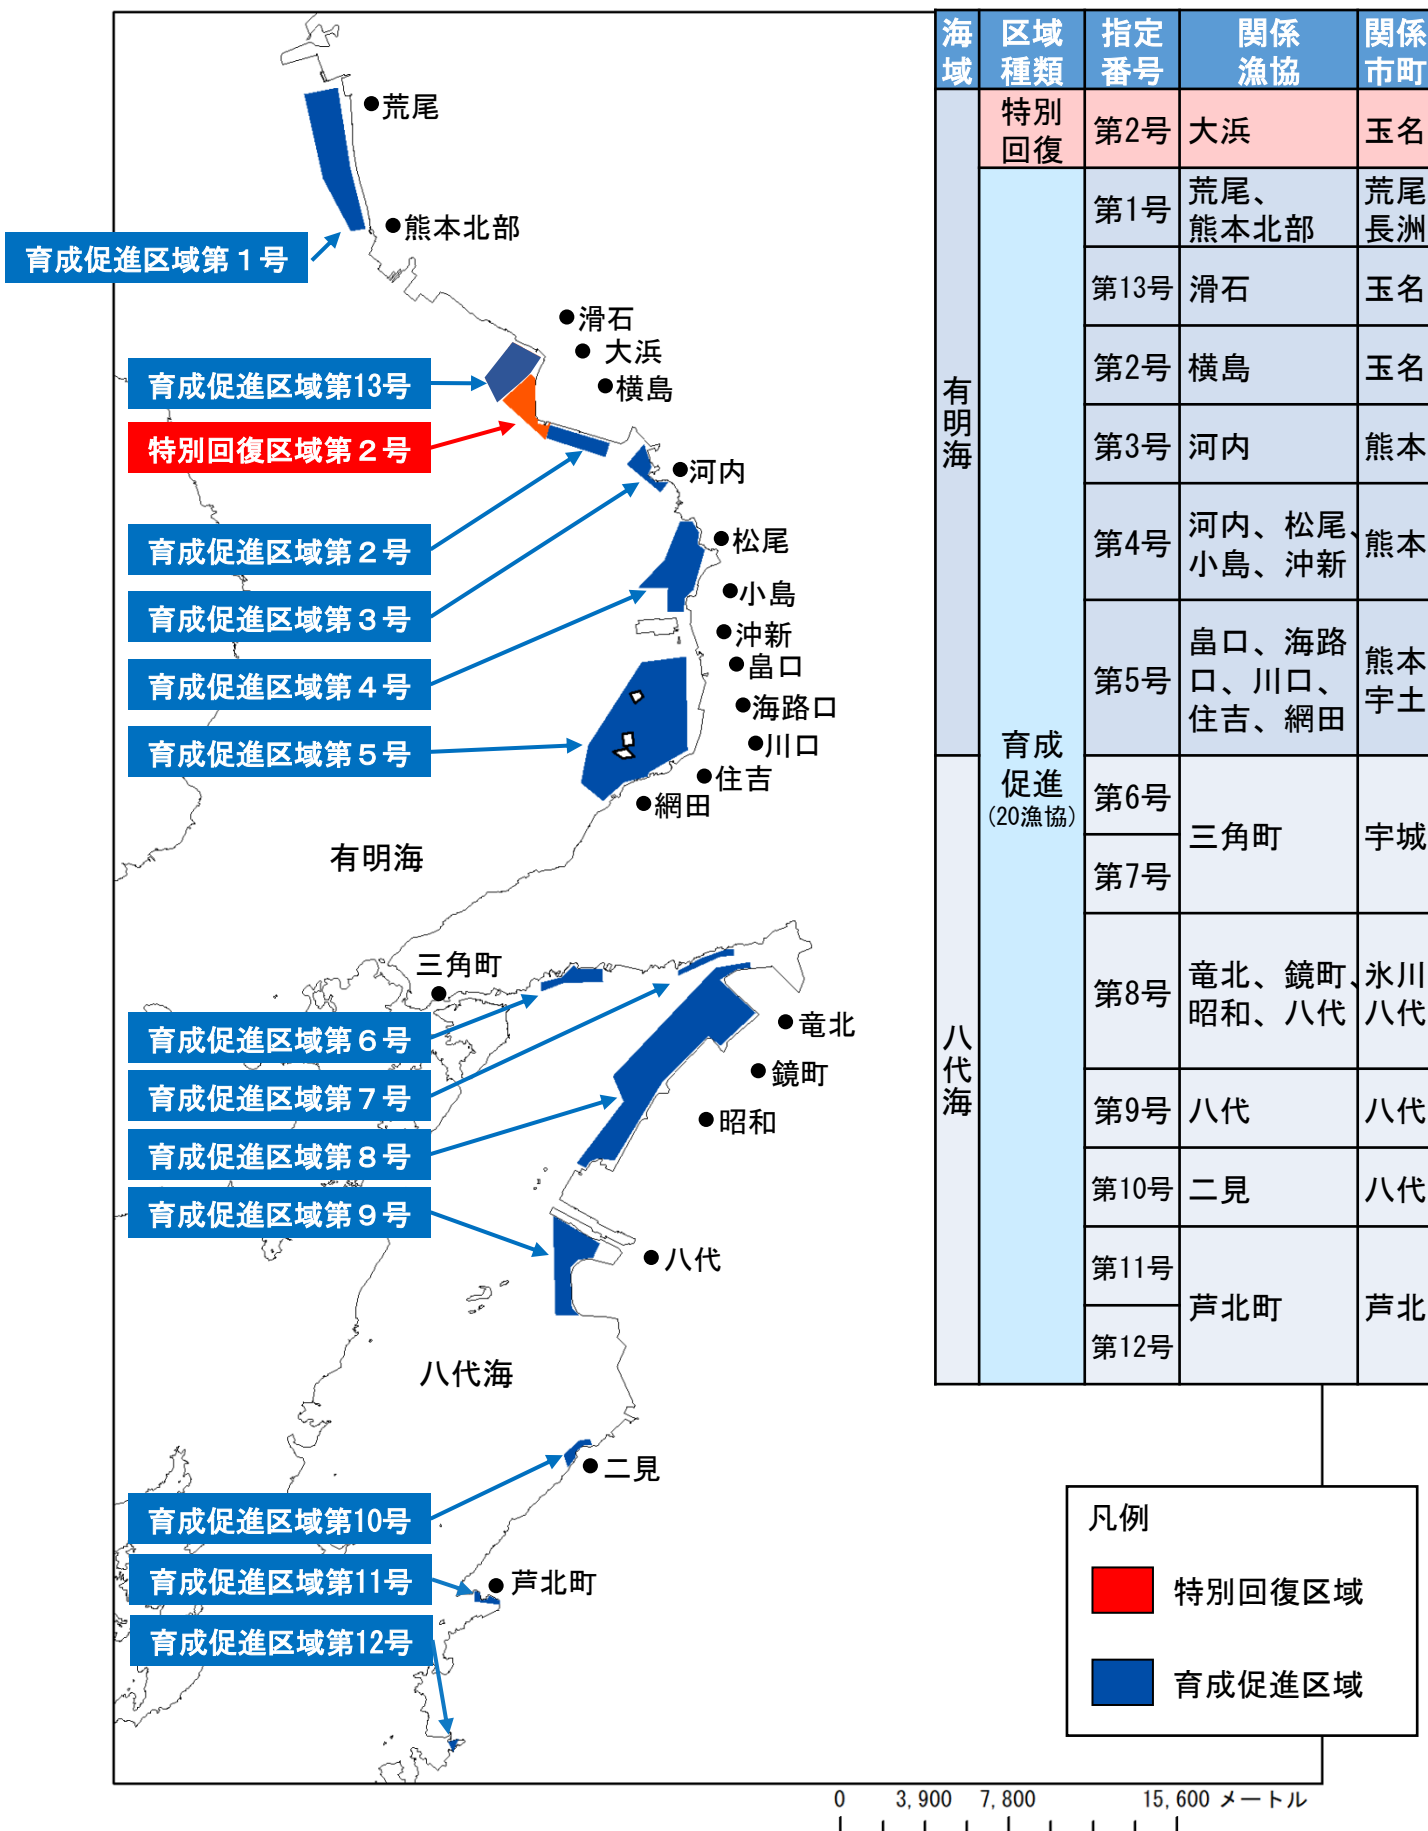 荒尾
熊本北部
育成促進区域第１号
滑石
大浜
横島
育成促進区域第13号
特別回復区域第２号
河内
松尾
育成促進区域第２号
小島
育成促進区域第３号
沖新
畠口
育成促進区域第４号
海路口
川口
育成促進区域第５号
住吉
網田
有明海
三角町
竜北
育成促進区域第６号
鏡町
育成促進区域第７号
昭和
育成促進区域第８号
育成促進区域第９号
八代
八代海
二見
育成促進区域第10号
育成促進区域第11号
芦北町
育成促進区域第12号
海域
区域種類
指定番号
関係漁協
関係市町
有明海
特別回復
第2号 大浜 玉名
第1号 荒尾、 荒尾
熊本北部 長洲
第13号 滑石 玉名
第2号 横島 玉名
第3号 河内 熊本
第4号 河内、松尾、 熊本
小島、沖新
第5号 畠口、海路 熊本
口、川口、 宇土
住吉、網田
育成
促進
(20漁協)
八代海
第6号
三角町 宇城
第7号
第8号 竜北、鏡町、 氷川
昭和、八代 八代
第9号 八代 八代
第10号 二見 八代
第11号
芦北町 芦北
第12号
凡例
特別回復区域
育成促進区域
0 3,900 7,800 15,600 メートル